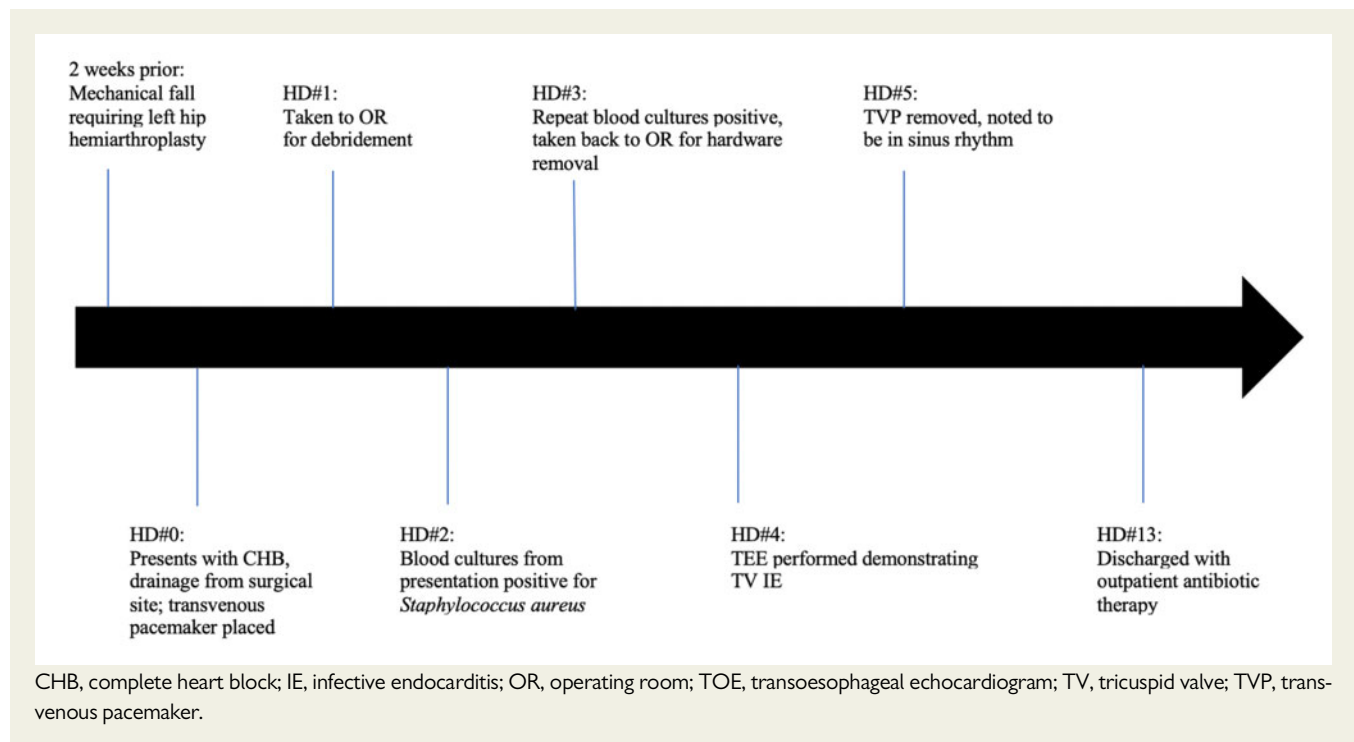 2 weeks prior:
Mechanical fall
requiring left hip
hemiarthroplasty
HD#1:
Taken to OR
for debridement
HD#3:
Repeat blood cultures positive,
taken back to OR for hardware
removal
HD#5:
TVP removed, noted to
be in sinus rhythm
HD#0:
Presents with CHB,
drainage from surgical
site; transvenous
pacemaker placed
HD#2:
Blood cultures from
presentation positive for
Staphylococcus aureus
HD#4:
TEE performed demonstrating
TV IE
HD#13:
Discharged with
outpatient antibiotic
therapy
CHB, complete heart block; IE, infective endocarditis; OR, operating room; TOE, transoesophageal echocardiogram; TV, tricuspid valve; TVP, trans-
venous pacemaker.